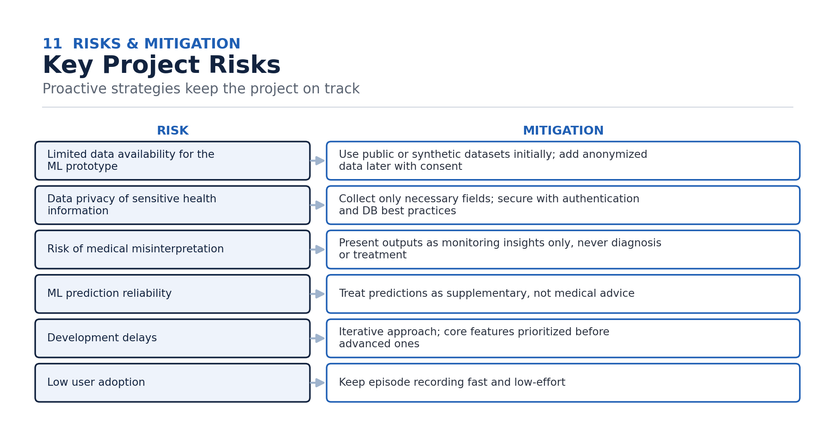 11 RISKS & MITIGATION
Key Project Risks
Proactive strategies keep the project on track
RISK
MITIGATION
Limited data availability for the
ML prototype
Use public or synthetic datasets initially; add anonymized
data later with consent
Data privacy of sensitive health
information
Collect only necessary fields; secure with authentication
and DB best practices
Risk of medical misinterpretation
Present outputs as monitoring insights only, never diagnosis
or treatment
ML prediction reliability
Treat predictions as supplementary, not medical advice
Development delays
Iterative approach; core features prioritized before
advanced ones
Low user adoption
Keep episode recording fast and low-effort